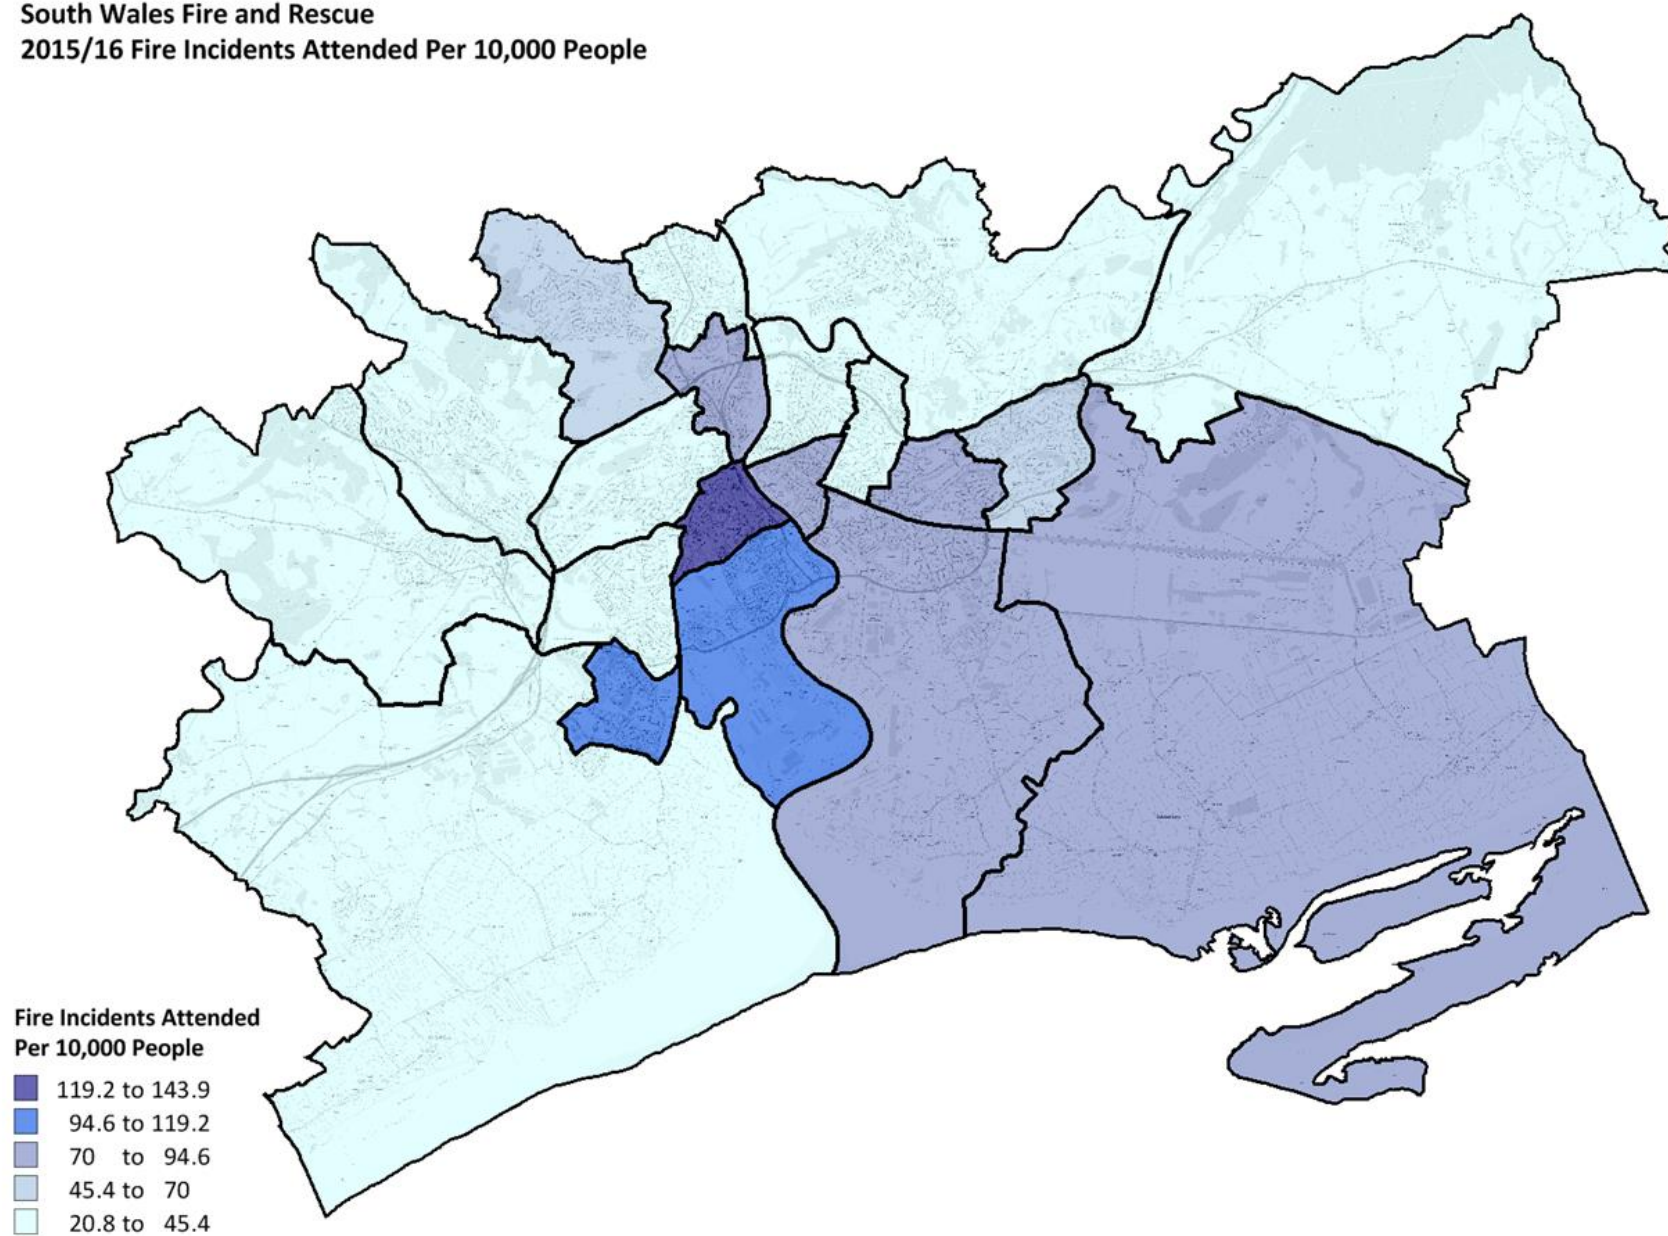 South Wales Fire and Rescue
2015/16 Fire Incidents Attended Per 10,000 People
Fire Incidents Attended
Per 10,000 People
119.2 to 143.9
94.6 to 119.2
70 to 94.6
45.4 to 70
20.8 to 45.4